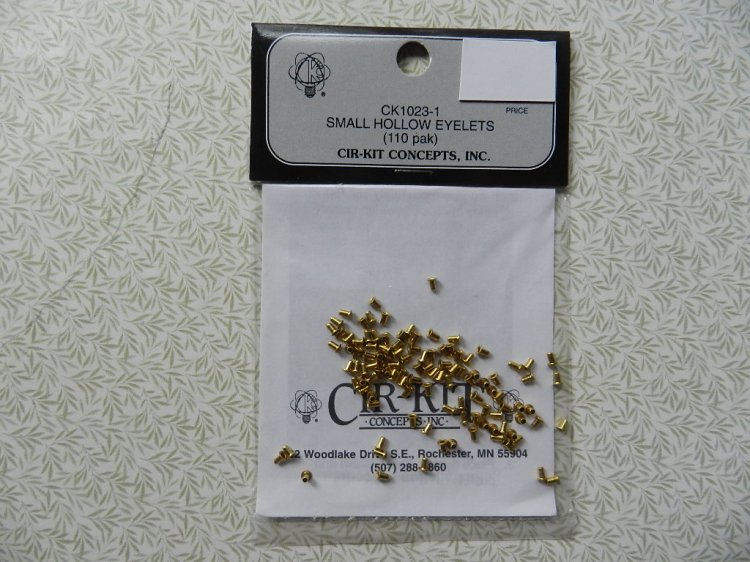 CK1023-1
PRICE
SMALL HOLLOW EYELETS
(110 pak)
CIR-KIT CONCEPTS, INC.
®
CIR-KIT
CONCEPTS, INC.
Woodlake S.E., Rochester, MN 55904
(507)